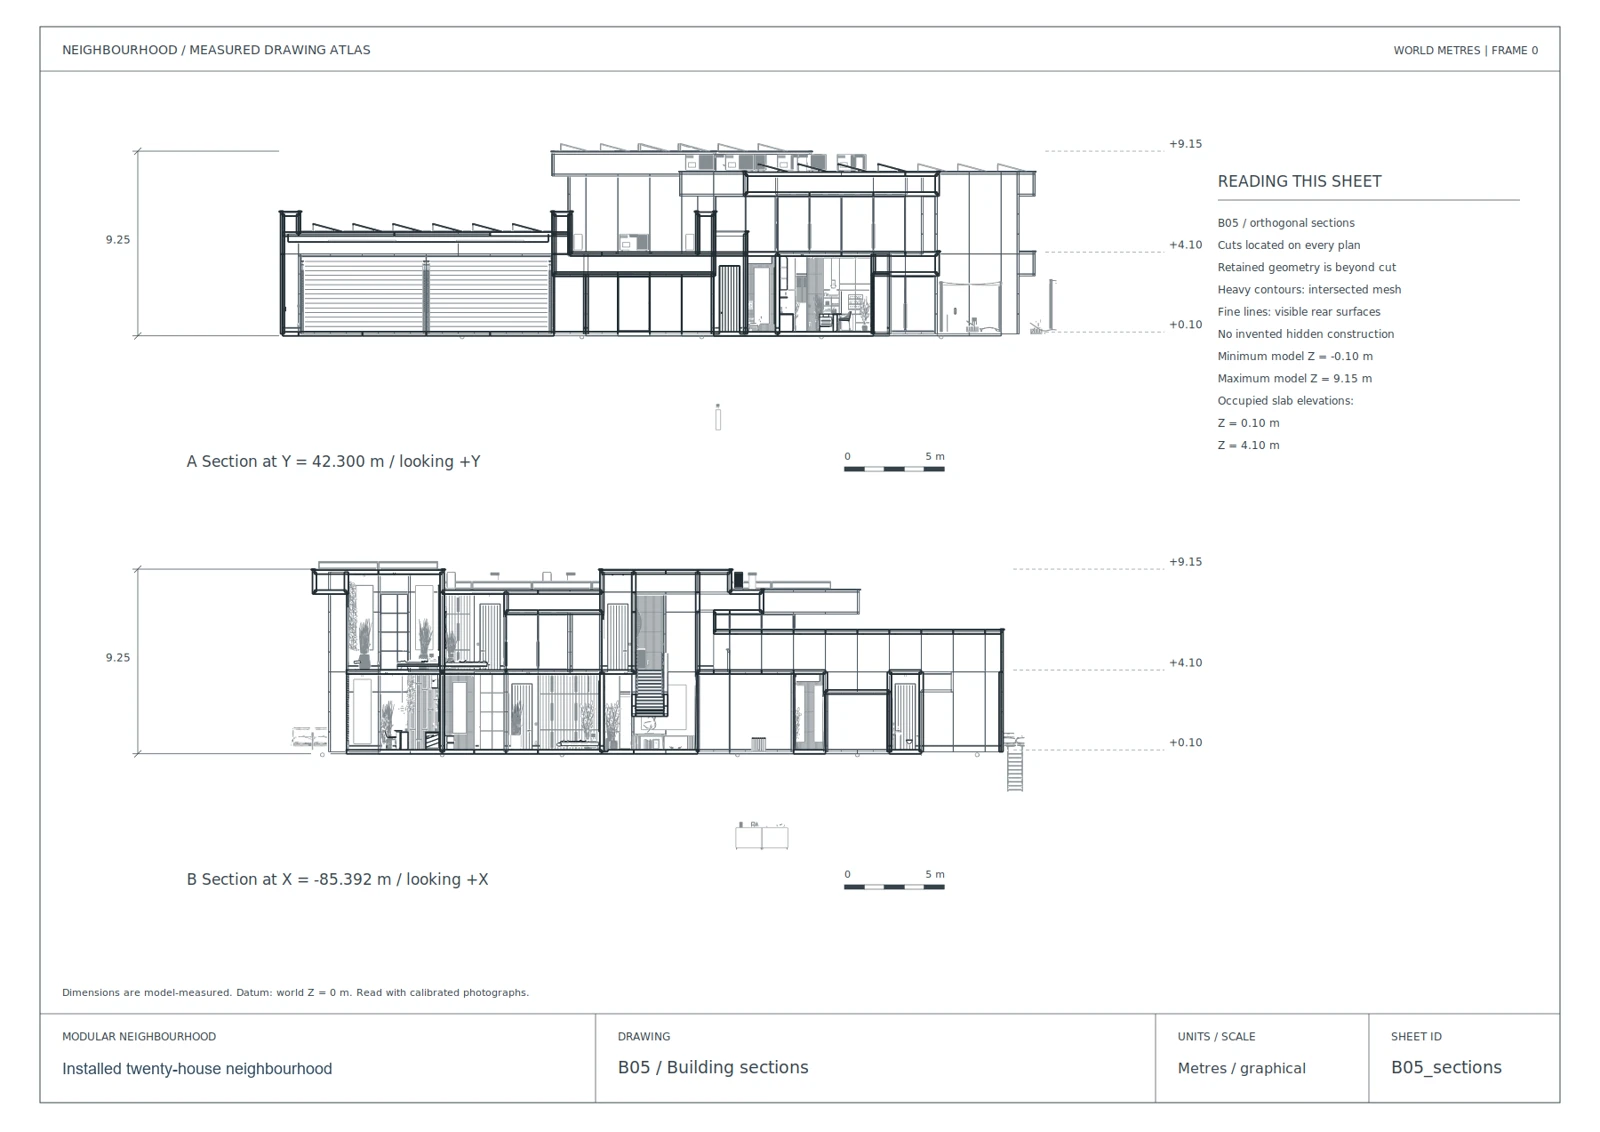 NEIGHBOURHOOD / MEASURED DRAWING ATLAS
WORLD METRES | FRAME 0
+9.15
9.25
+4.10
+0.10
READING THIS SHEET
B05 / orthogonal sections
Cuts located on every plan
Retained geometry is beyond cut
Heavy contours: intersected mesh
Fine lines: visible rear surfaces
No invented hidden construction
Minimum model Z = -0.10 m
Maximum model Z = 9.15 m
Occupied slab elevations:
Z = 0.10 m
Z = 4.10 m
A Section at Y = 42.300 m / looking +Y
0 5 m
+9.15
9.25
+4.10
+0.10
B Section at X = -85.392 m / looking +X
0 5 m
Dimensions are model-measured. Datum: world Z = 0 m. Read with calibrated photographs.
MODULAR NEIGHBOURHOOD
Installed twenty-house neighbourhood
DRAWING
B05 / Building sections
UNITS / SCALE
Metres / graphical
SHEET ID
B05_sections